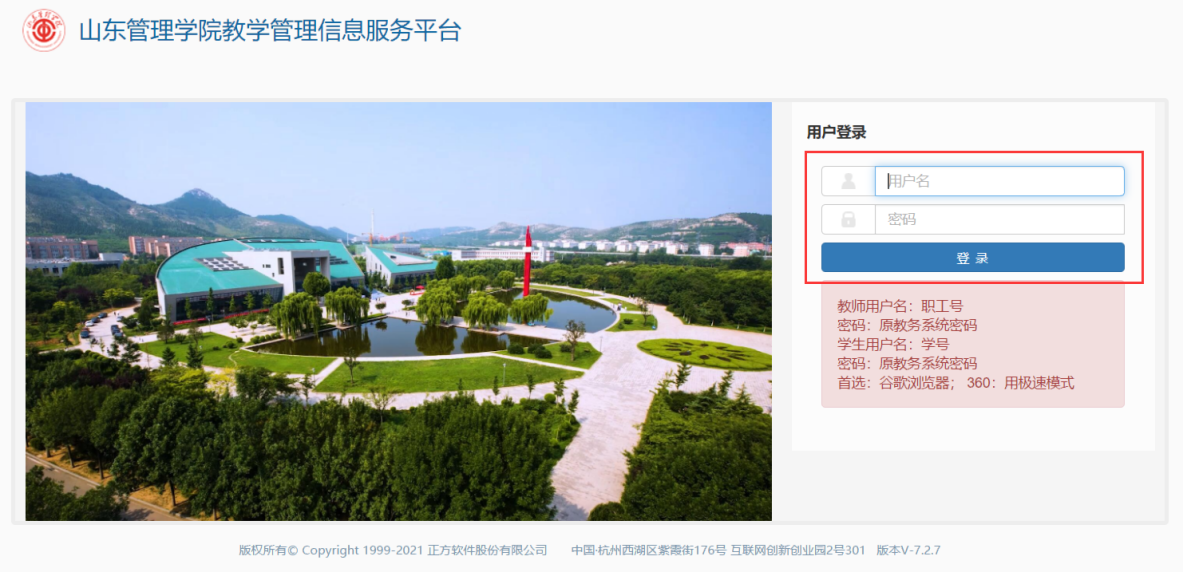 山东管理学院教学管理信息服务平台
用户登录
用户名
密码
登 录
教师用户名：职工号
密码：原教务系统密码
学生用户名：学号
密码：原教务系统密码
首选：谷歌浏览器； 360：用极速模式
版权所有© Copyright 1999-2021 正方软件股份有限公司 中国·杭州西湖区紫霞街176号 互联网创新创业园2号301 版本V-7.2.7